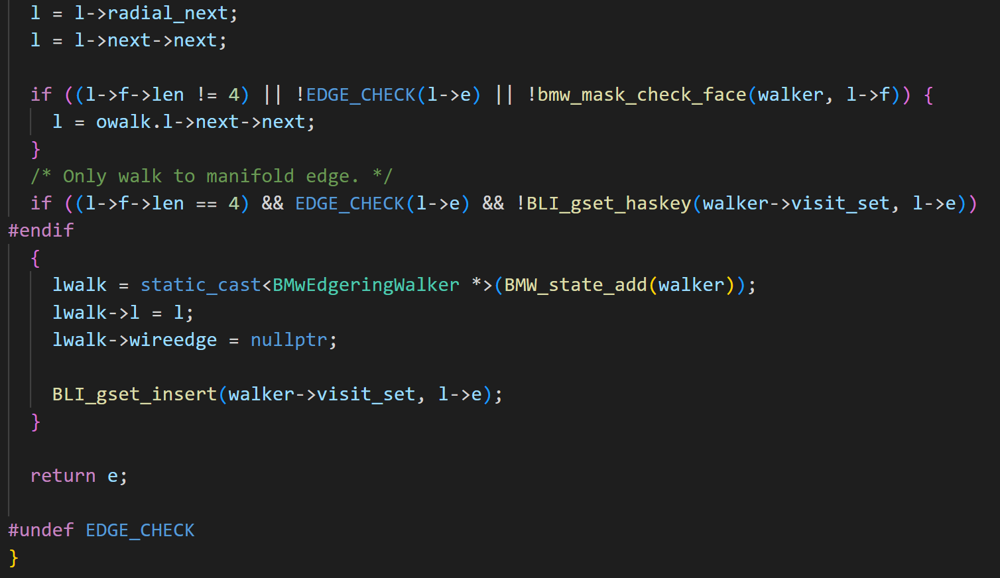 l = l->radial_next;
l = l->next->next;
if ((l->f->len != 4) || !EDGE_CHECK(l->e) || !bmw_mask_check_face(walker, l->f)) {
l = owalk.l->next->next;
}
/* Only walk to manifold edge. */
if ((l->f->len == 4) && EDGE_CHECK(l->e) && !BLI_gset_haskey(walker->visit_set, l->e))
#endif
{
lwalk = static_cast<BMwEdgeringWalker *>(BMW_state_add(walker));
lwalk->l = l;
lwalk->wireedge = nullptr;
BLI_gset_insert(walker->visit_set, l->e);
}
return e;
#undef EDGE_CHECK
}